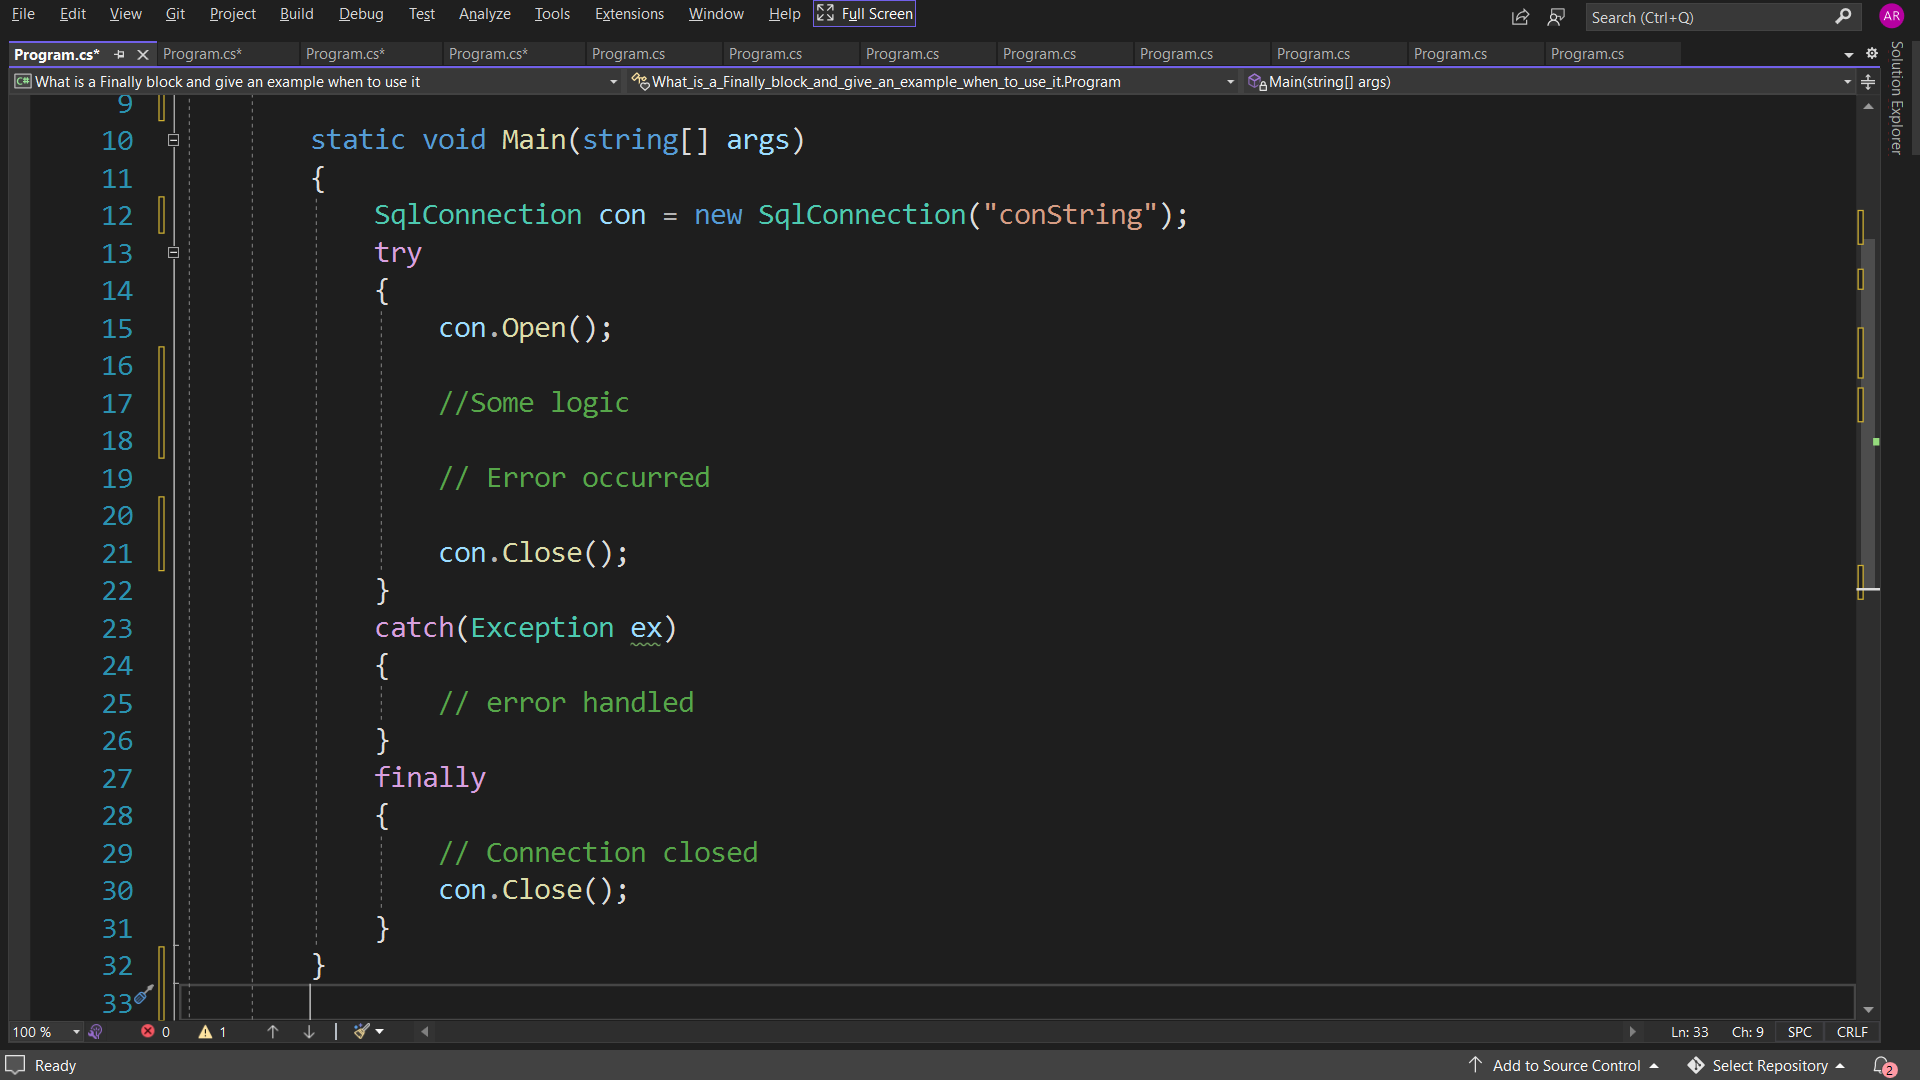 File Edit View Git Project Build Debug Test Analyze Tools Extensions Window Help Full Screen Search (Ctrl+Q) AR
Program.cs* Program.cs* Program.cs* Program.cs* Program.cs Program.cs Program.cs Program.cs Program.cs Program.cs Program.cs Program.cs
Solution Explorer
What is a Finally block and give an example when to use it What_is_a_Finally_block_and_give_an_example_when_to_use_it.Program Main(string[] args)
9
10 static void Main(string[] args)
11 {
12 SqlConnection con = new SqlConnection("conString");
13 try
14 {
15 con.Open();
16
17 //Some logic
18
19 // Error occurred
20
21 con.Close();
22 }
23 catch(Exception ex)
24 {
25 // error handled
26 }
27 finally
28 {
29 // Connection closed
30 con.Close();
31 }
32 }
33
100 % 0 1 Ln: 33 Ch: 9 SPC CRLF
Ready Add to Source Control Select Repository 2